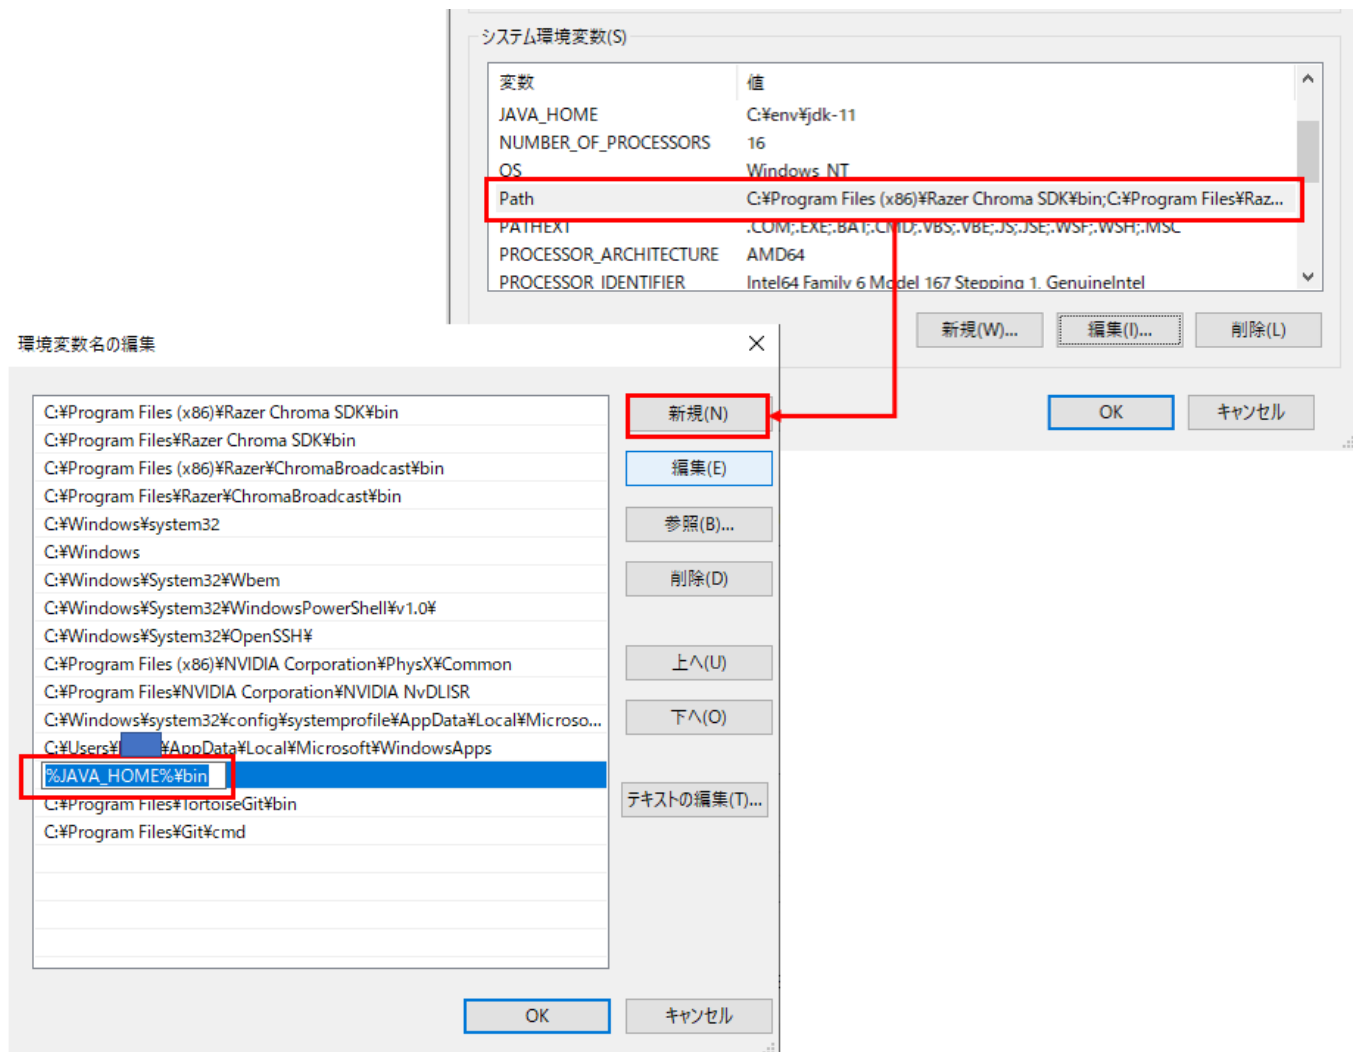 システム環境変数(S)
変数 値
JAVA_HOME C:¥env¥jdk-11
NUMBER_OF_PROCESSORS 16
OS Windows_NT
Path C:¥Program Files (x86)¥Razer Chroma SDK¥bin;C:¥Program Files¥Raz...
PATHEXT .COM;.EXE;.BAT;.CMD;.VBS;.VBE;.JS;.JSE;.WSF;.WSH;.MSC
PROCESSOR_ARCHITECTURE AMD64
PROCESSOR_IDENTIFIER Intel64 Family 6 Model 167 Stepping 1, GenuineIntel
新規(W)... 編集(I)... 削除(L)
OK キャンセル
環境変数名の編集
C:¥Program Files (x86)¥Razer Chroma SDK¥bin
C:¥Program Files¥Razer Chroma SDK¥bin
C:¥Program Files (x86)¥Razer¥ChromaBroadcast¥bin
C:¥Program Files¥Razer¥ChromaBroadcast¥bin
C:¥Windows¥system32
C:¥Windows
C:¥Windows¥System32¥Wbem
C:¥Windows¥System32¥WindowsPowerShell¥v1.0¥
C:¥Windows¥System32¥OpenSSH¥
C:¥Program Files (x86)¥NVIDIA Corporation¥PhysX¥Common
C:¥Program Files¥NVIDIA Corporation¥NVIDIA NvDLISR
C:¥Windows¥system32¥config¥systemprofile¥AppData¥Local¥Microso...
C:¥Users¥ ¥AppData¥Local¥Microsoft¥WindowsApps
%JAVA_HOME%¥bin
C:¥Program Files¥TortoiseGit¥bin
C:¥Program Files¥Git¥cmd
新規(N)
編集(E)
参照(B)...
削除(D)
上へ(U)
下へ(O)
テキストの編集(T)...
OK キャンセル